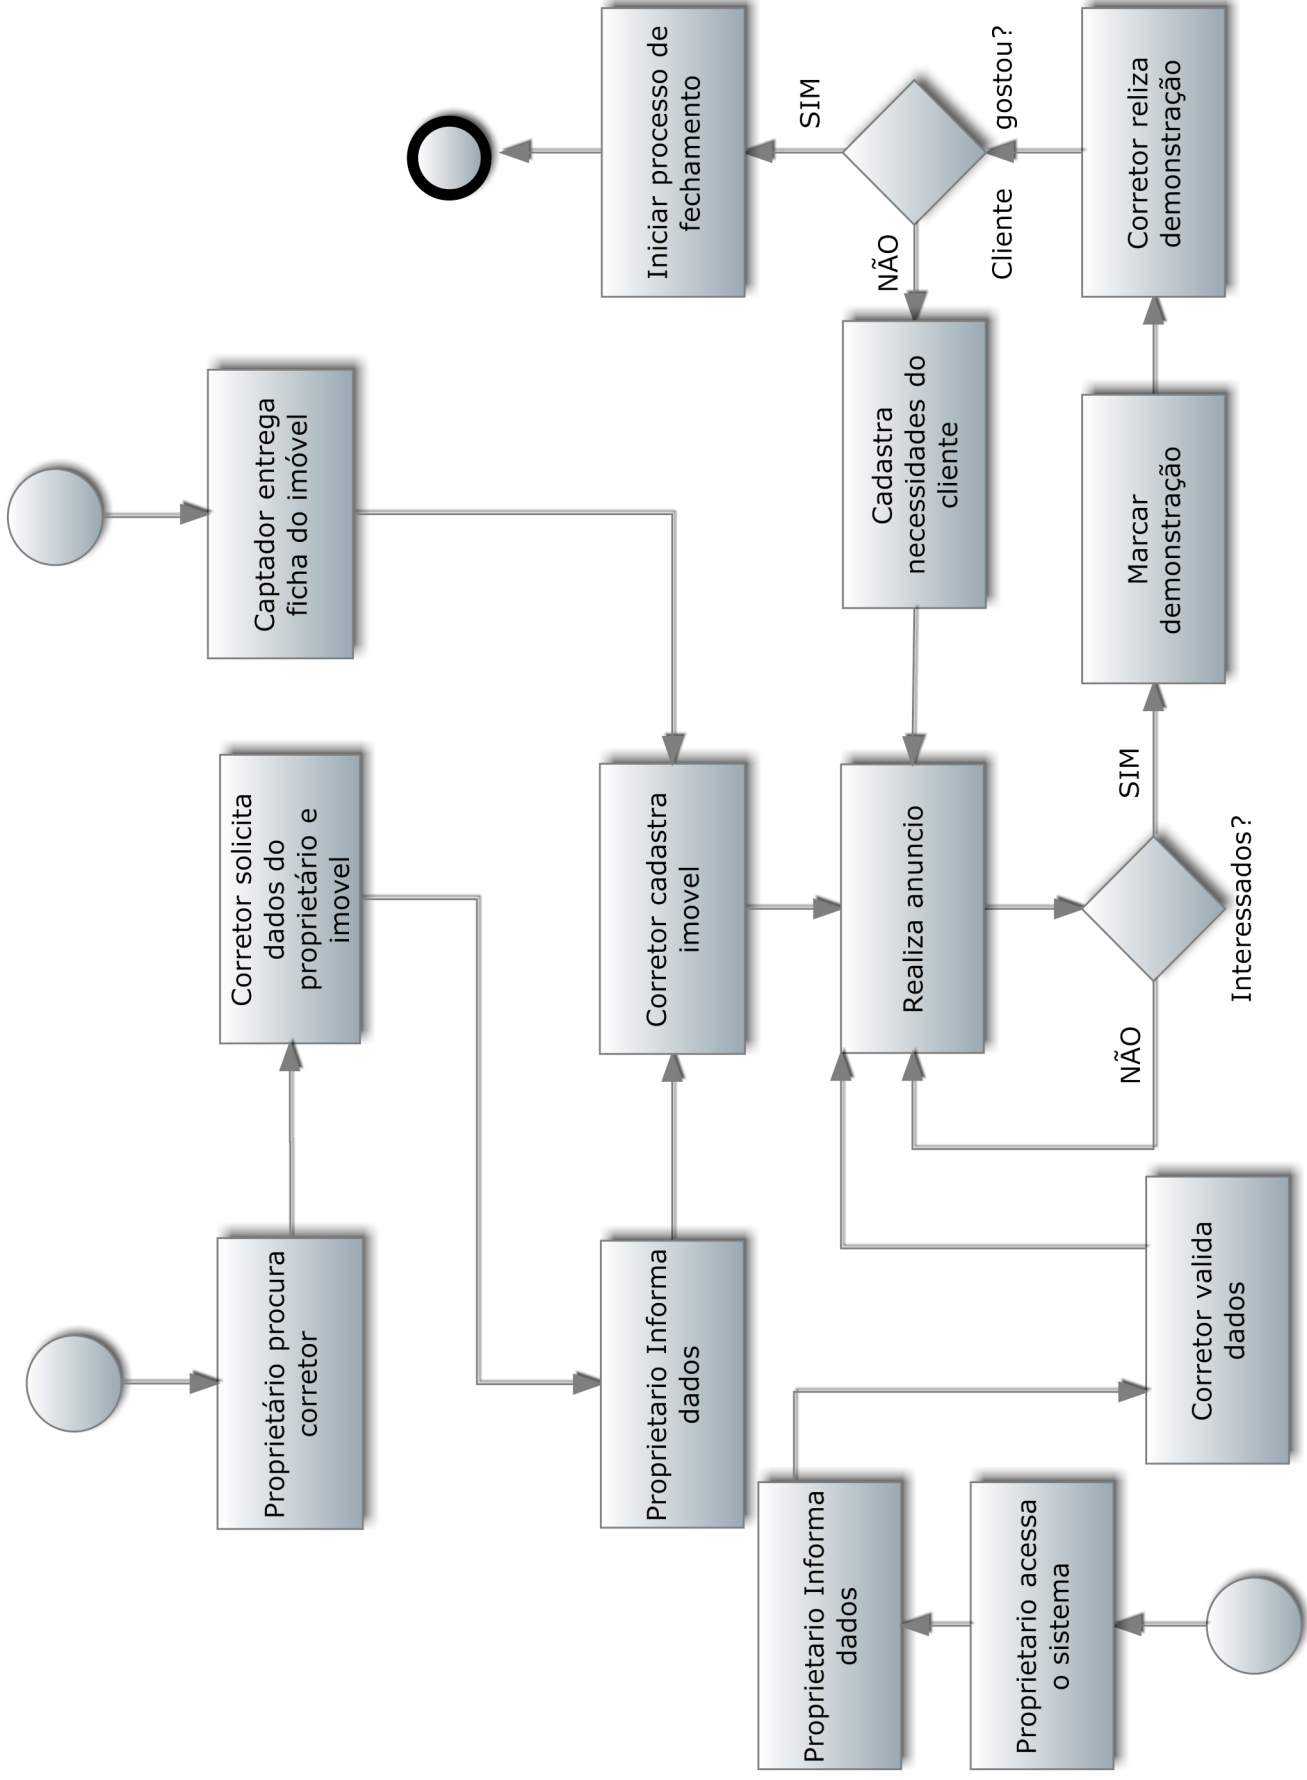 Proprietário procura
corretor
Corretor solicita
dados do
proprietário e
imovel
Captador entrega
ficha do imóvel
Proprietario Informa
dados
Corretor cadastra
imovel
Iniciar processo de
fechamento
SIM
Proprietario Informa
dados
Realiza anuncio
Cadastra
necessidades do
cliente
NÃO
Cliente gostou?
Proprietario acessa
o sistema
Corretor valida
dados
NÃO
SIM
Interessados?
Marcar
demonstração
Corretor reliza
demonstração